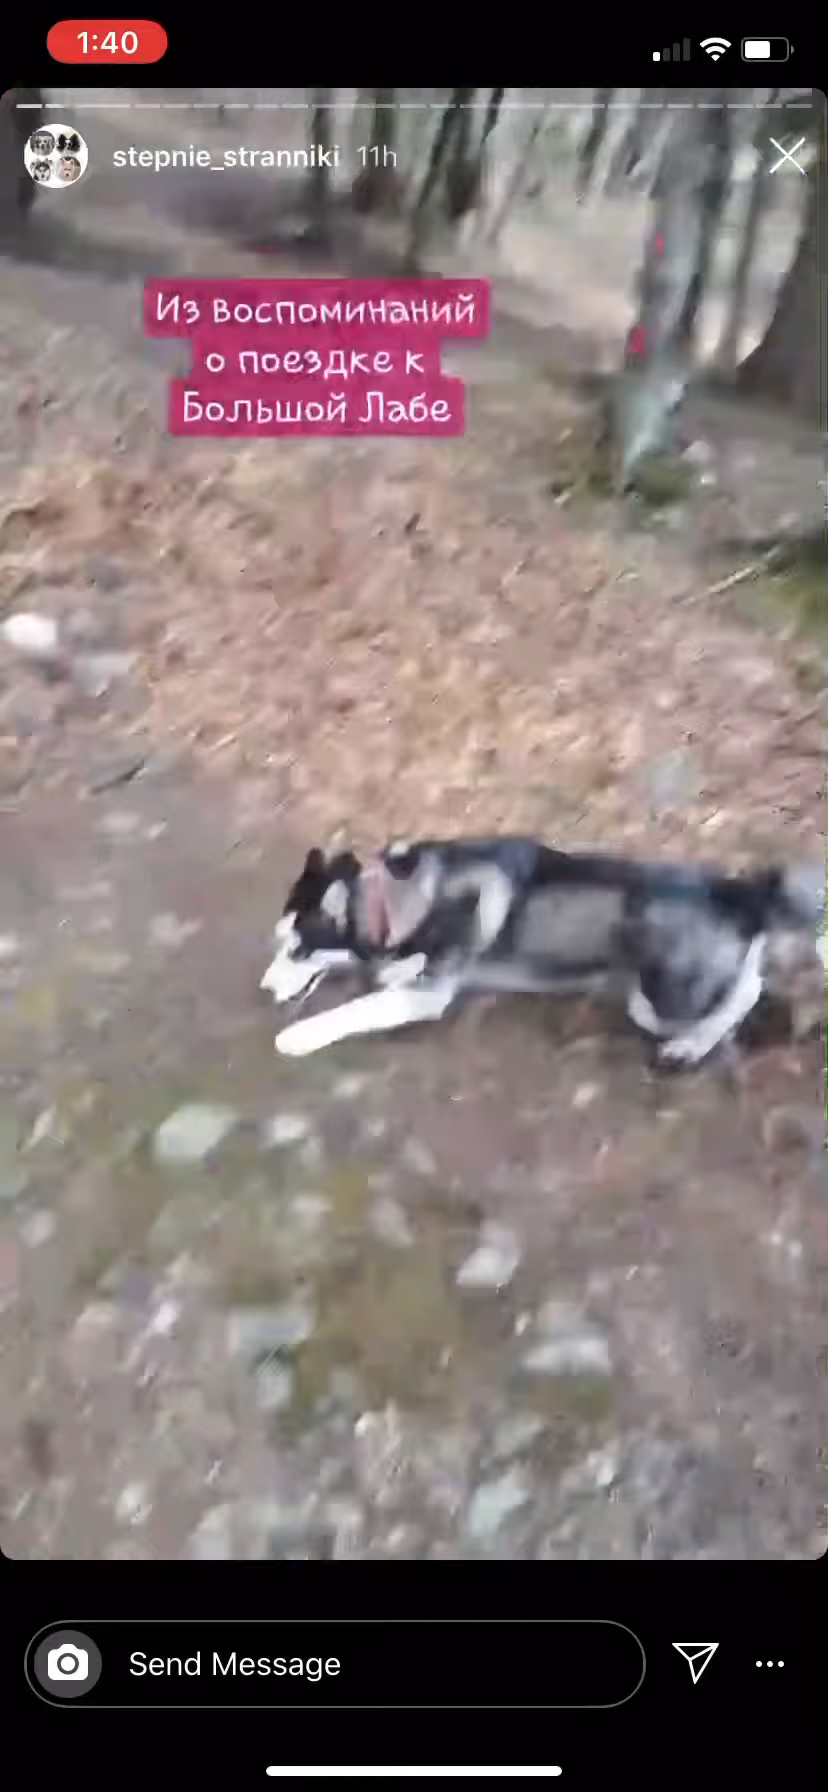 1:40
stepnie_stranniki 11h
Из воспоминаний
о поездке к
Большой Лабе
Send Message